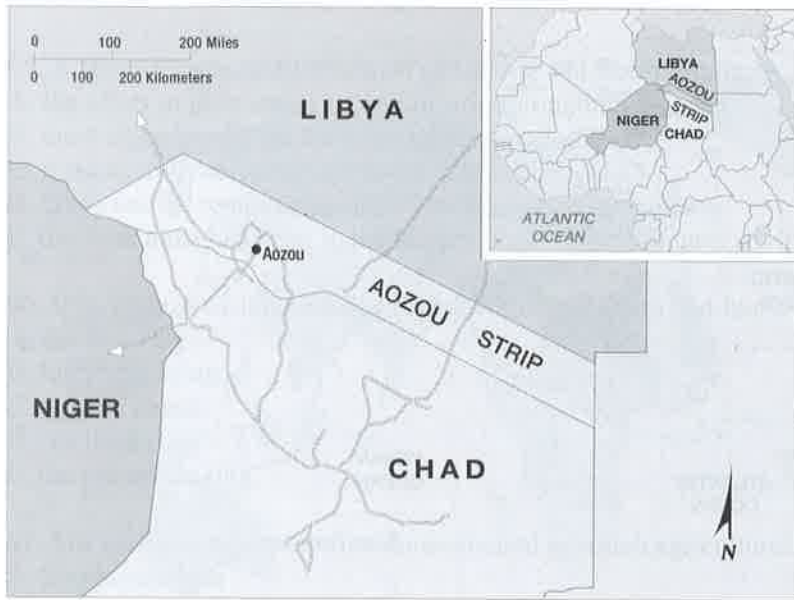 0 100 200 Miles
0 100 200 Kilometers
LIBYA
LIBYA
AOZOU
STRIP
NIGER
CHAD
ATLANTIC
OCEAN
Aozou
AOZOU STRIP
NIGER
CHAD
N